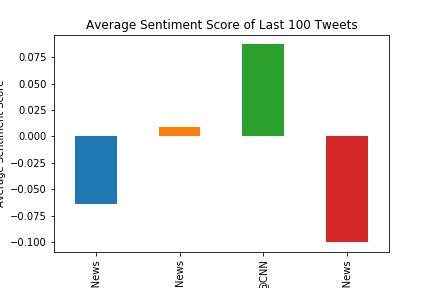 Average Sentiment Score of Last 100 Tweets
Average Sentiment Score
0.075
0.050
0.025
0.000
−0.025
−0.050
−0.075
−0.100
News
News
@CNN
News